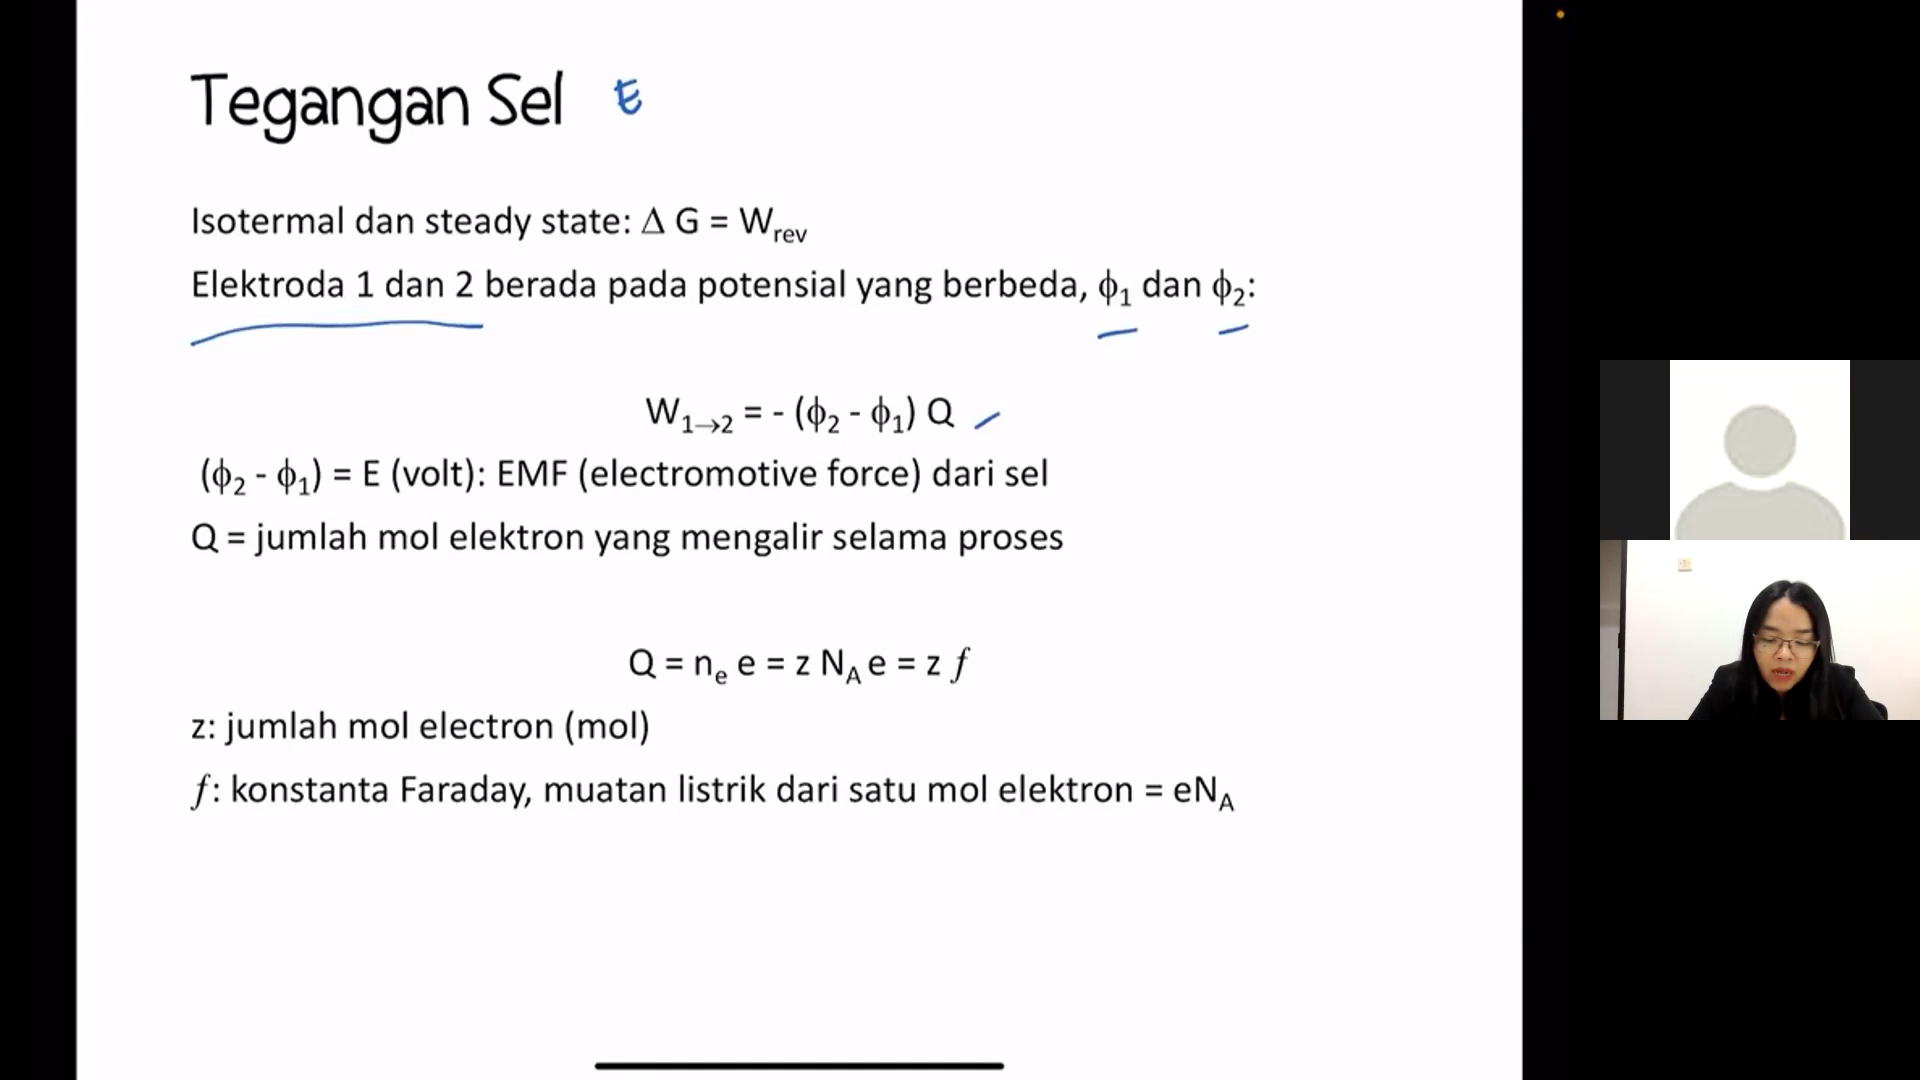 Tegangan Sel E
Isotermal dan steady state: Δ G = W_rev
Elektroda 1 dan 2 berada pada potensial yang berbeda, ϕ₁ dan ϕ₂:
W₁→₂ = - (ϕ₂ - ϕ₁) Q
(ϕ₂ - ϕ₁) = E (volt): EMF (electromotive force) dari sel
Q = jumlah mol elektron yang mengalir selama proses
Q = nₑ e = z N_A e = z f
z: jumlah mol electron (mol)
f: konstanta Faraday, muatan listrik dari satu mol elektron = eN_A